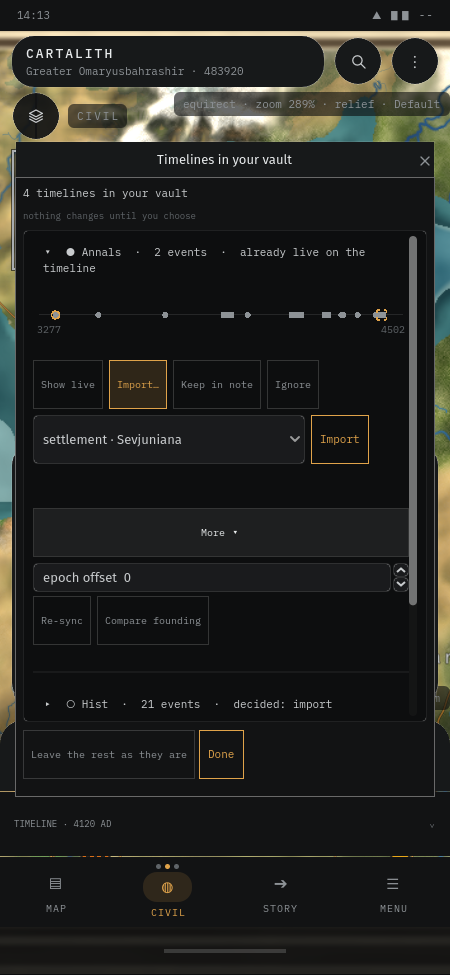 14:13
--
CARTALITH
Greater Omaryusbahrashir · 483920
CIVIL
equirect · zoom 289% · relief · Default
Timelines in your vault
4 timelines in your vault
nothing changes until you choose
Annals · 2 events · already live on the
timeline
3277
4502
Show live
Import…
Keep in note
Ignore
settlement · Sevjuniana
Import
More
epoch offset 0
Re-sync
Compare founding
Hist · 21 events · decided: import
Leave the rest as they are
Done
TIMELINE · 4120 AD
MAP
CIVIL
STORY
MENU